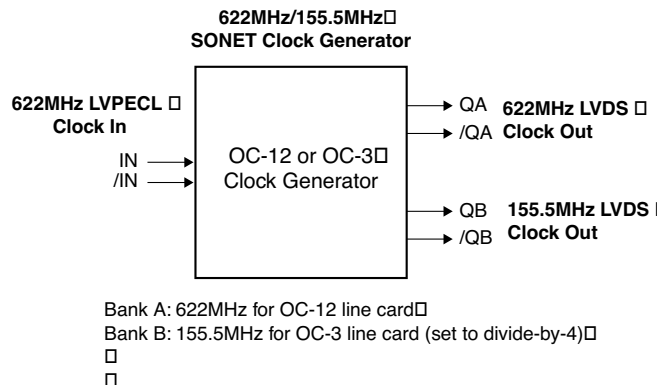 622MHz/155.5MHz
SONET Clock Generator
622MHz LVPECL
Clock In
IN
/IN
OC-12 or OC-3
Clock Generator
QA
/QA
622MHz LVDS
Clock Out
QB
/QB
155.5MHz LVDS
Clock Out
Bank A: 622MHz for OC-12 line card
Bank B: 155.5MHz for OC-3 line card (set to divide-by-4)